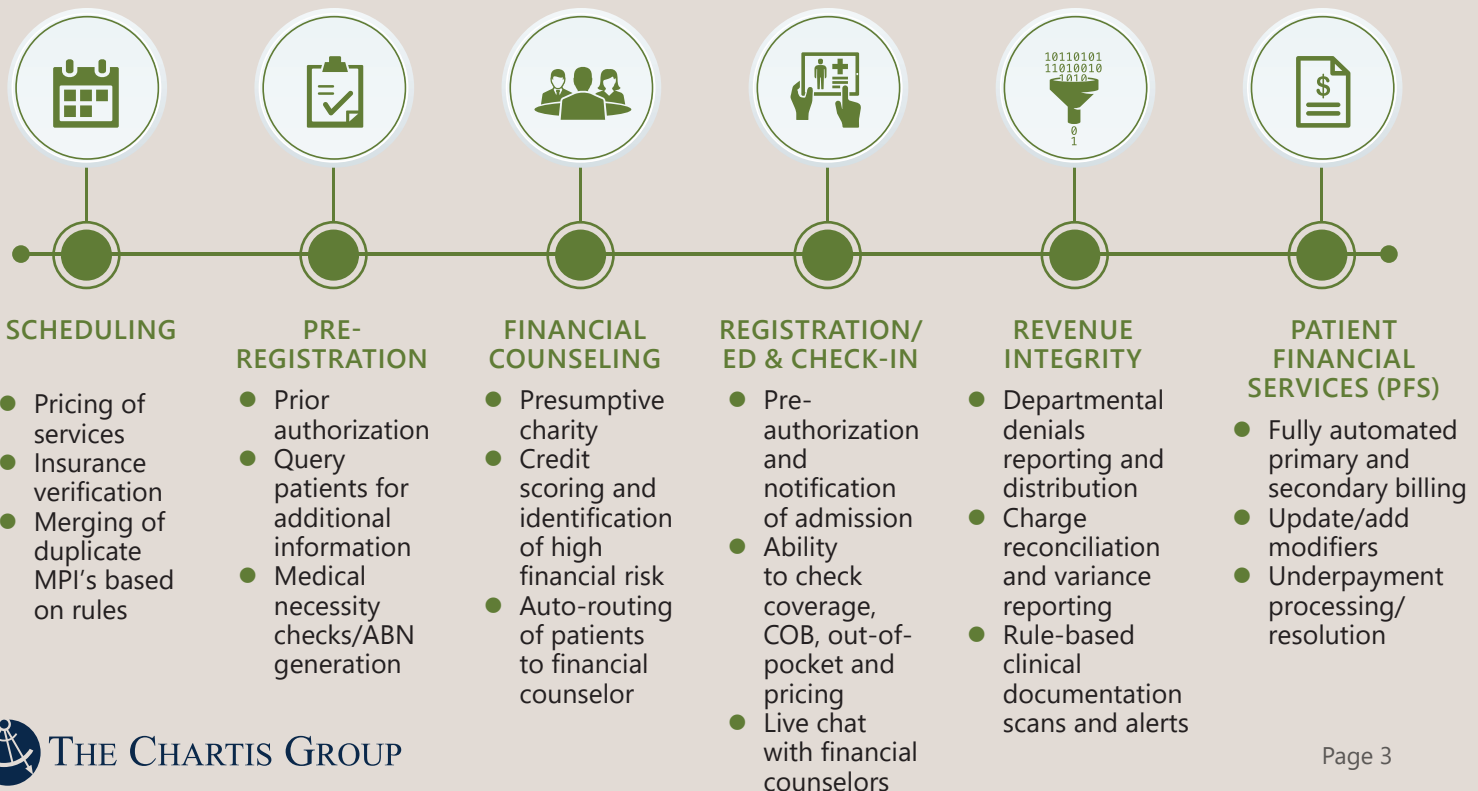 10110101
11010010
1010
0
1
$
SCHEDULING
Pricing of
services
Insurance
verification
Merging of
duplicate
MPI's based
on rules
PRE-
REGISTRATION
Prior
authorization
Query
patients for
additional
information
Medical
necessity
checks/ABN
generation
FINANCIAL
COUNSELING
Presumptive
charity
Credit
scoring and
identification
of high
financial risk
Auto-routing
of patients
to financial
counselor
REGISTRATION/
ED & CHECK-IN
Pre-
authorization
and
notification
of admission
Ability
to check
coverage,
COB, out-of-
pocket and
pricing
Live chat
with financial
counselors
REVENUE
INTEGRITY
Departmental
denials
reporting and
distribution
Charge
reconciliation
and variance
reporting
Rule-based
clinical
documentation
scans and alerts
PATIENT
FINANCIAL
SERVICES (PFS)
Fully automated
primary and
secondary billing
Update/add
modifiers
Underpayment
processing/
resolution
THE CHARTIS GROUP
Page 3